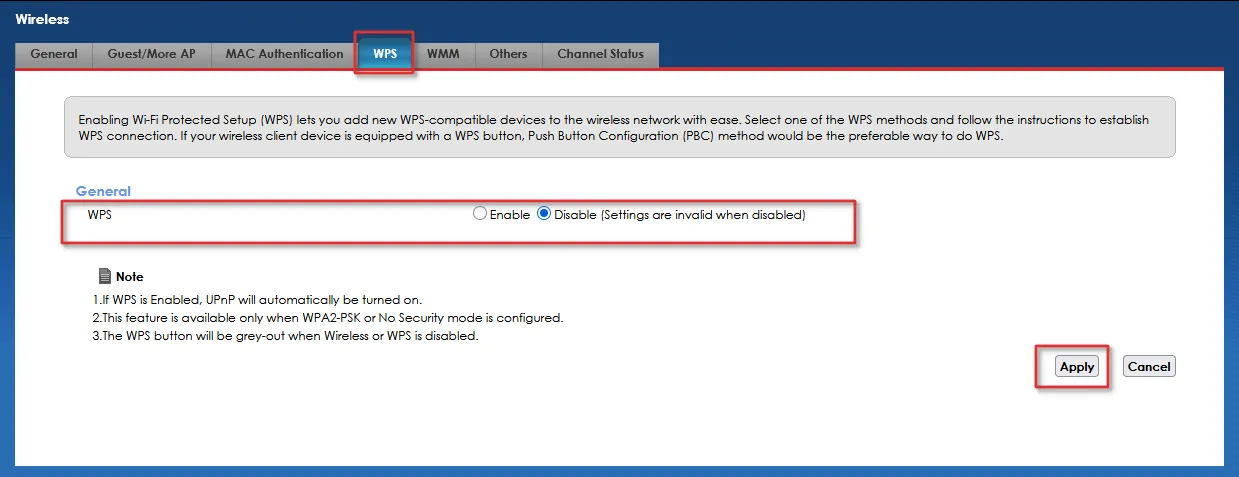 Wireless
General Guest/More AP MAC Authentication WPS WMM Others Channel Status
Enabling Wi-Fi Protected Setup (WPS) lets you add new WPS-compatible devices to the wireless network with ease. Select one of the WPS methods and follow the instructions to establish
WPS connection. If your wireless client device is equipped with a WPS button, Push Button Configuration (PBC) method would be the preferable way to do WPS.
General
WPS Enable Disable (Settings are invalid when disabled)
Note
1.If WPS is Enabled, UPnP will automatically be turned on.
2.This feature is available only when WPA2-PSK or No Security mode is configured.
3.The WPS button will be grey-out when Wireless or WPS is disabled.
Apply Cancel